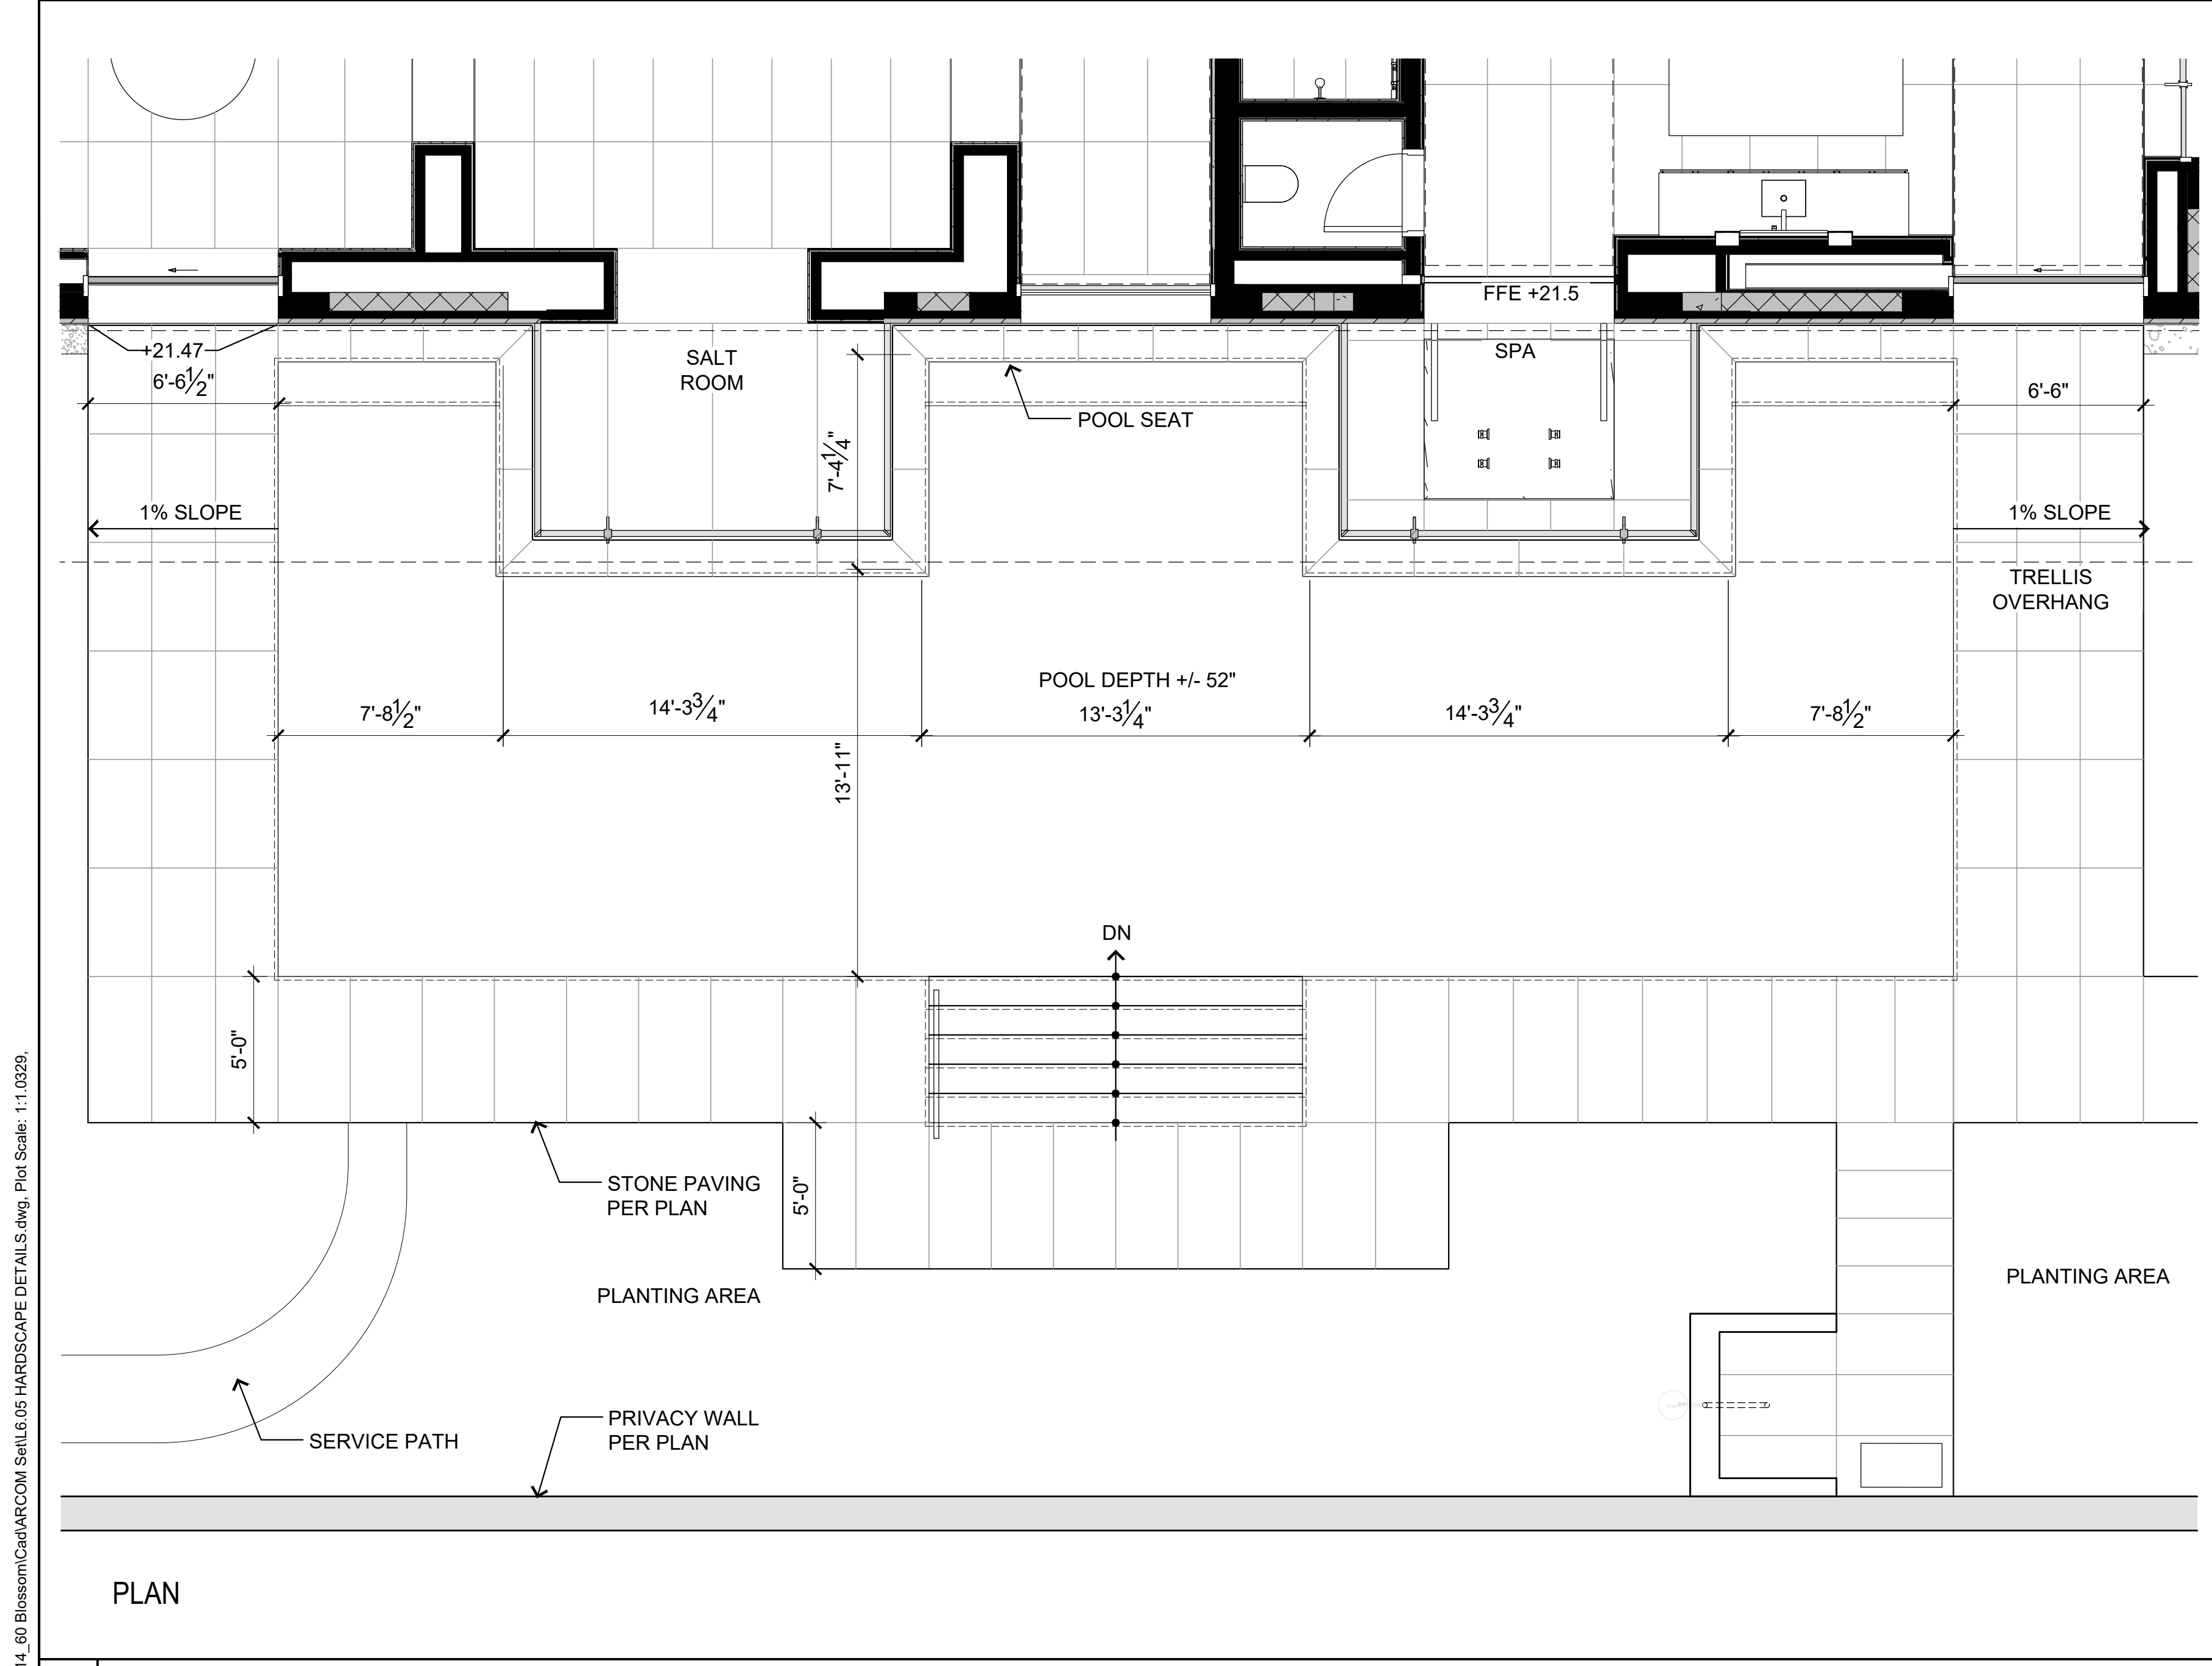 FFE +21.5
+21.47
6'-6½"
SALT
ROOM
SPA
6'-6"
POOL SEAT
7'-4¼"
1% SLOPE
1% SLOPE
TRELLIS
OVERHANG
POOL DEPTH +/- 52"
7'-8½"
14'-3¾"
13'-3¼"
14'-3¾"
7'-8½"
13'-11"
DN
5'-0"
STONE PAVING
PER PLAN
5'-0"
PLANTING AREA
PLANTING AREA
PRIVACY WALL
PER PLAN
SERVICE PATH
PLAN
14_60 Blossom\Cad\ARCOM Set\L6.05 HARDSCAPE DETAILS.dwg, Plot Scale: 1:1.0329,